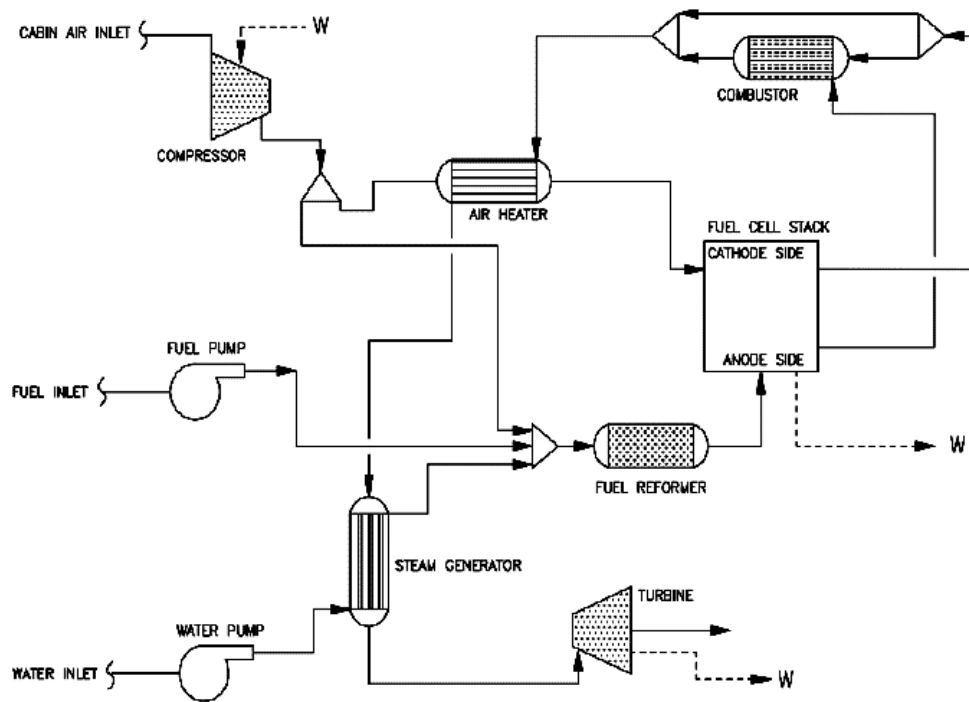 CABIN AIR INLET
W
COMPRESSOR
COMBUSTOR
AIR HEATER
FUEL CELL STACK
CATHODE SIDE
ANODE SIDE
FUEL PUMP
FUEL INLET
W
FUEL REFORMER
STEAM GENERATOR
TURBINE
WATER PUMP
WATER INLET
W